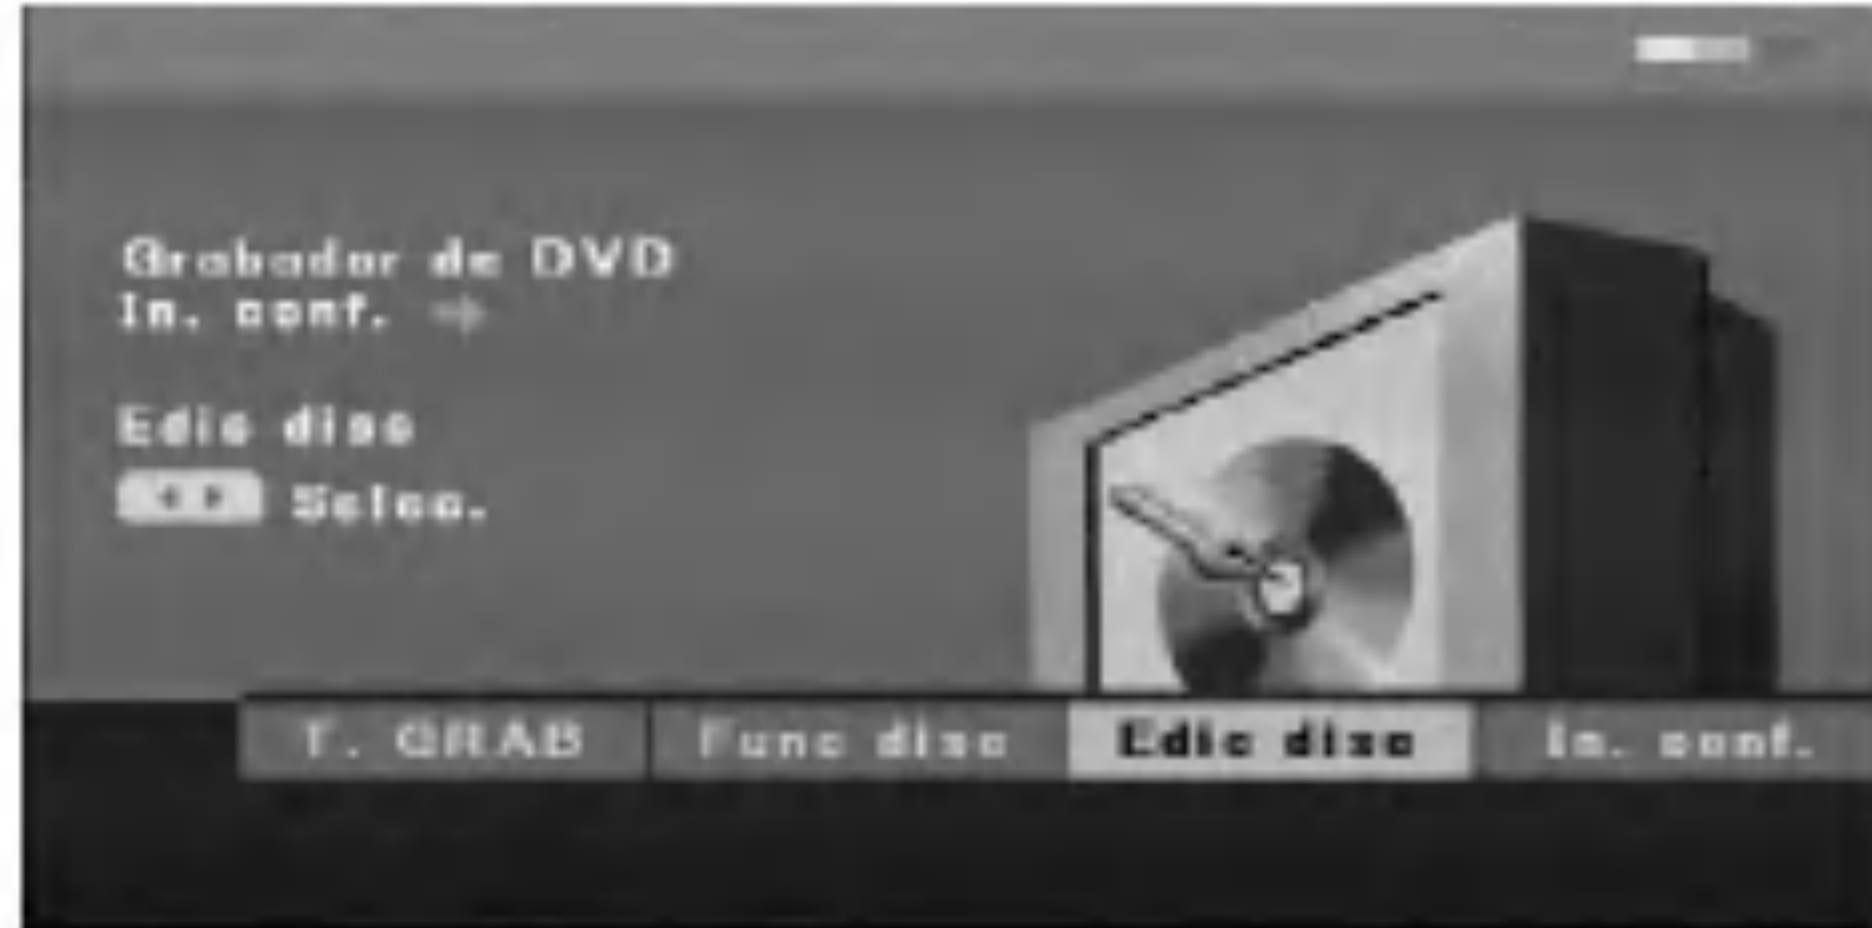 Grabador de DVD
In. conf.
Edic disc
Selec.
T. GRAB
Func disc
Edic disc
In. conf.